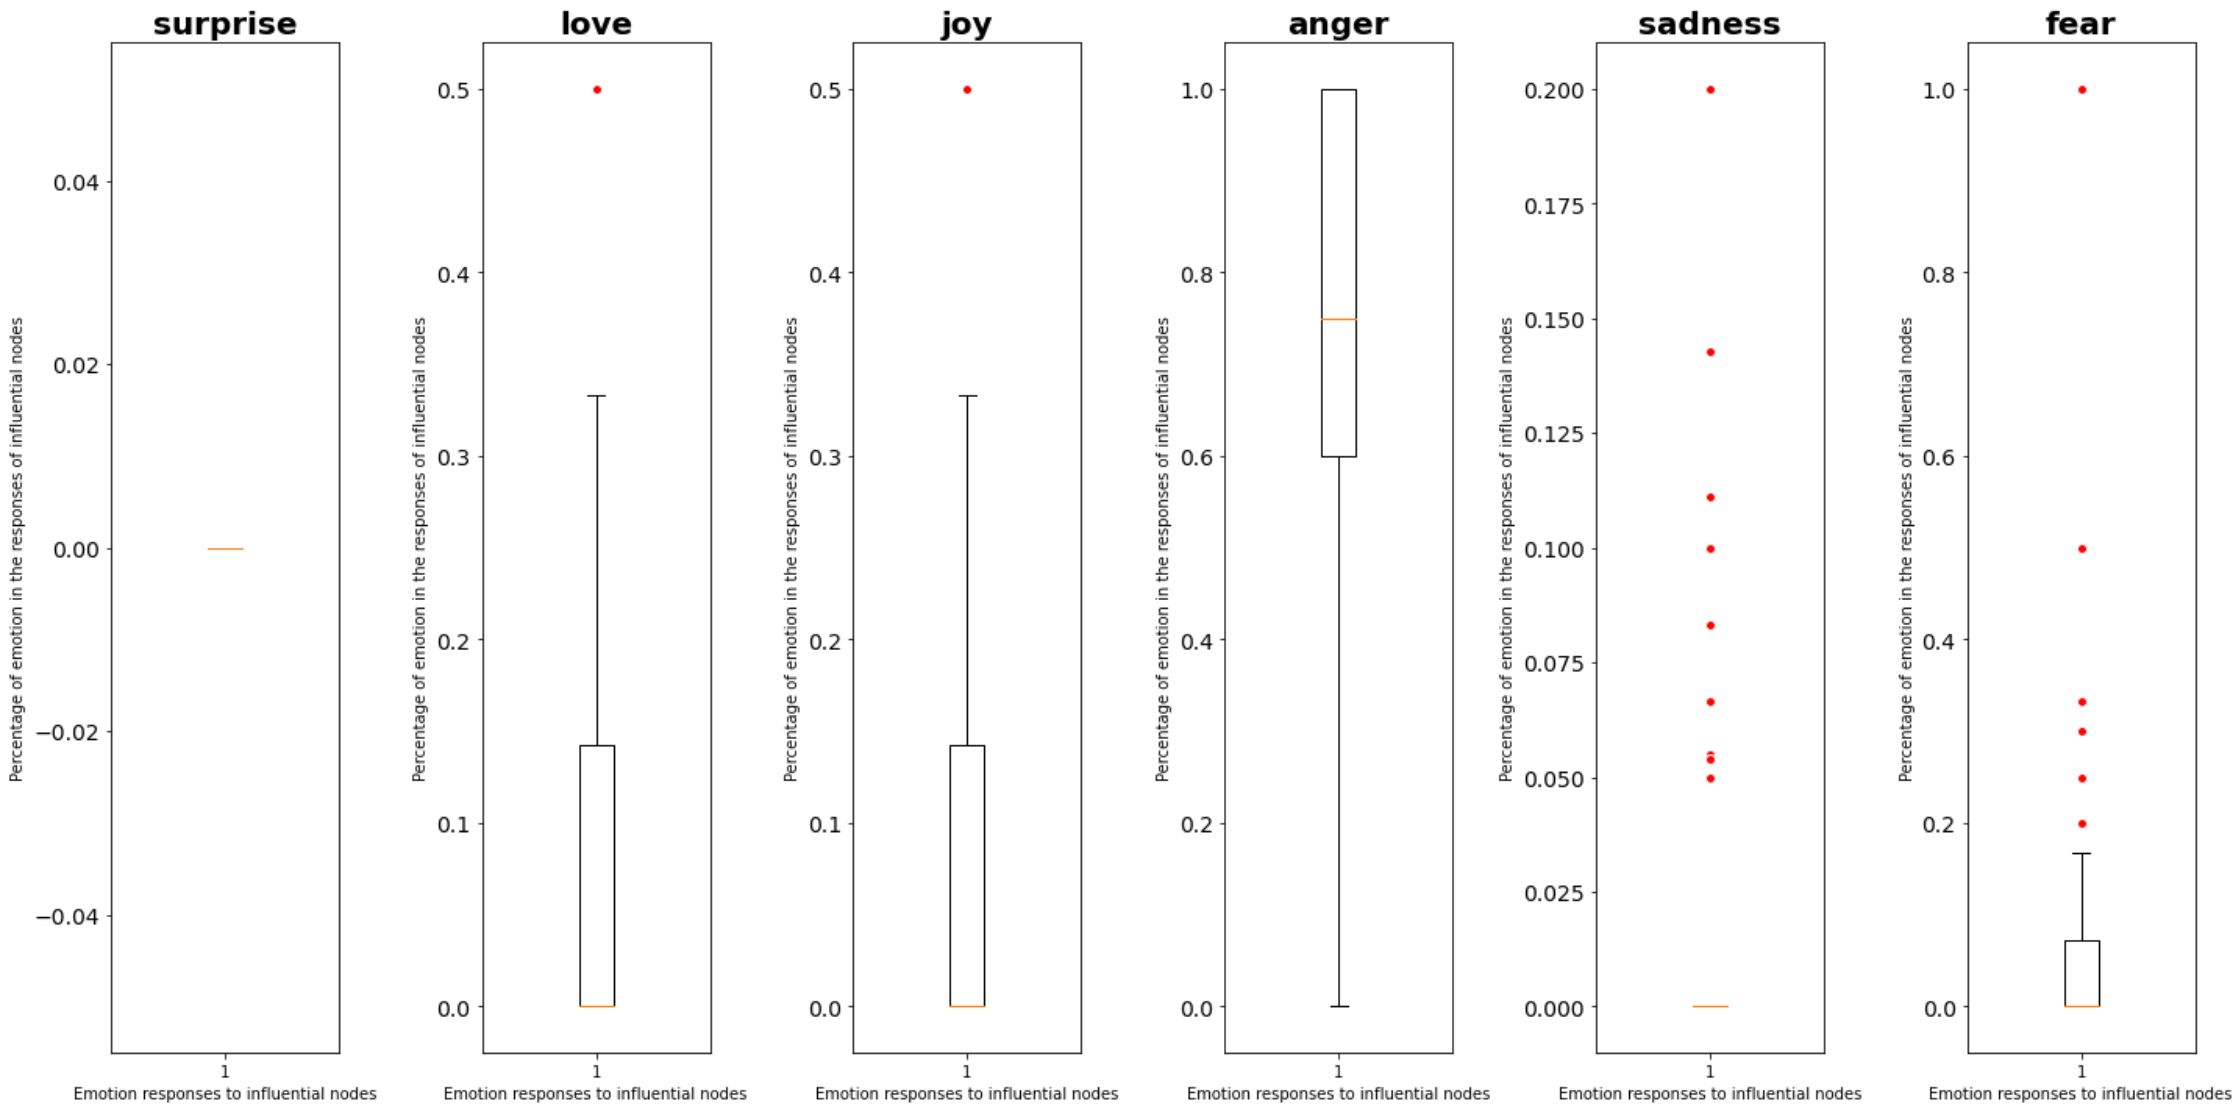 surprise
love
joy
anger
sadness
fear
Percentage of emotion in the responses of influential nodes
0.04
0.02
0.00
−0.02
−0.04
1
Emotion responses to influential nodes
Percentage of emotion in the responses of influential nodes
0.5
0.4
0.3
0.2
0.1
0.0
1
Emotion responses to influential nodes
Percentage of emotion in the responses of influential nodes
0.5
0.4
0.3
0.2
0.1
0.0
1
Emotion responses to influential nodes
Percentage of emotion in the responses of influential nodes
1.0
0.8
0.6
0.4
0.2
0.0
1
Emotion responses to influential nodes
Percentage of emotion in the responses of influential nodes
0.200
0.175
0.150
0.125
0.100
0.075
0.050
0.025
0.000
1
Emotion responses to influential nodes
Percentage of emotion in the responses of influential nodes
1.0
0.8
0.6
0.4
0.2
0.0
1
Emotion responses to influential nodes